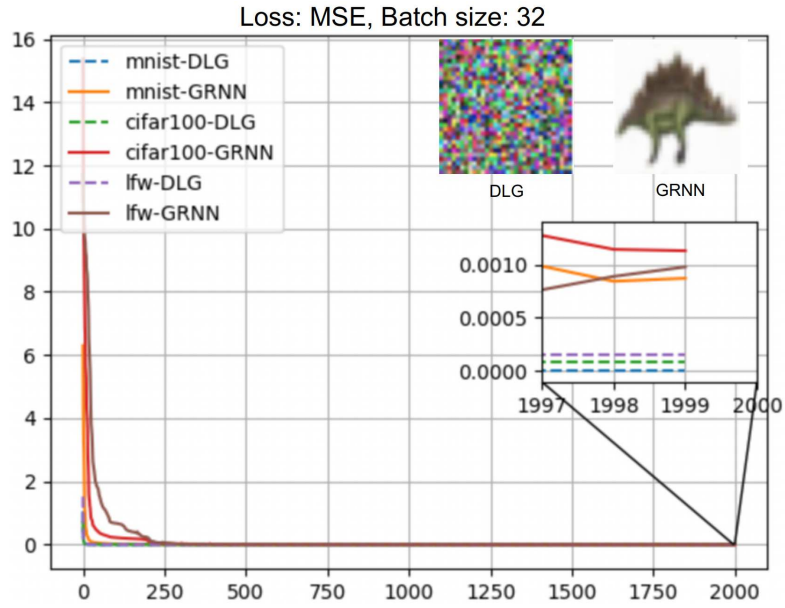 Loss: MSE, Batch size: 32
16
14
12
10
8
6
4
2
0
mnist-DLG
mnist-GRNN
cifar100-DLG
cifar100-GRNN
lfw-DLG
lfw-GRNN
DLG
GRNN
0.0010
0.0005
0.0000
1997 1998 1999 2000
0 250 500 750 1000 1250 1500 1750 2000